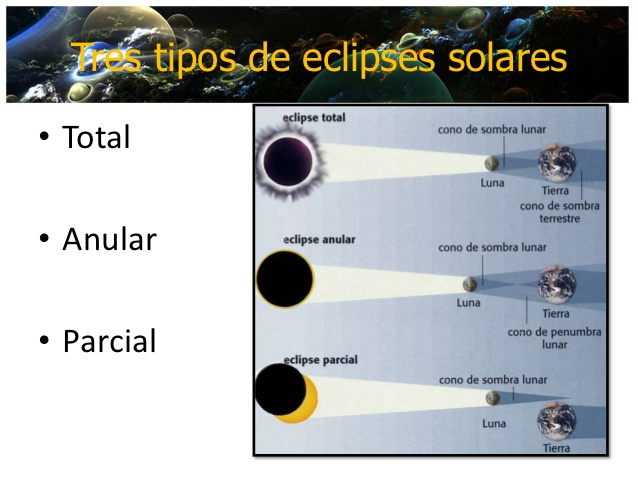 Tres tipos de eclipses solares
• Total
• Anular
• Parcial
eclipse total
cono de sombra lunar
Luna
Tierra
cono de sombra
terrestre
eclipse anular
cono de sombra lunar
Luna
Tierra
cono de penumbra
lunar
eclipse parcial
cono de sombra lunar
Luna
Tierra